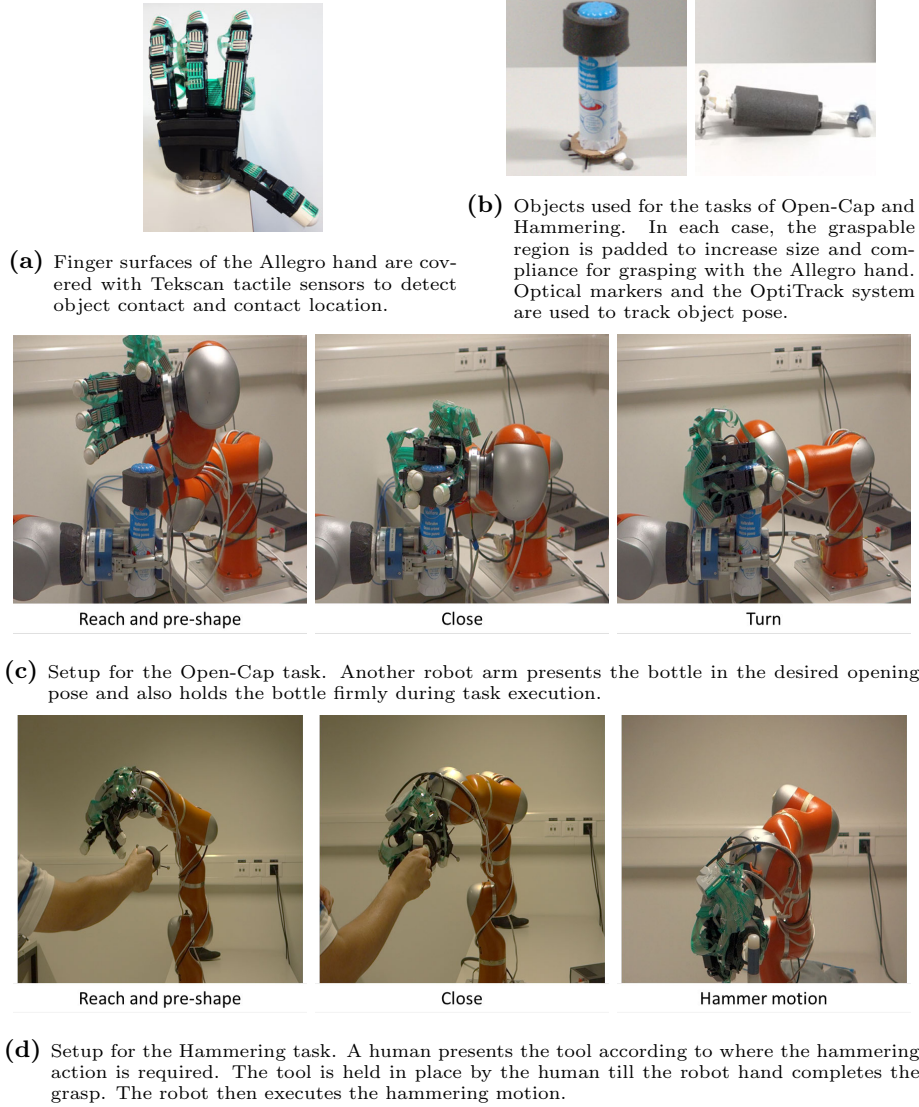 (a) Finger surfaces of the Allegro hand are cov-
ered with Tekscan tactile sensors to detect
object contact and contact location.
(b) Objects used for the tasks of Open-Cap and
Hammering. In each case, the graspable
region is padded to increase size and com-
pliance for grasping with the Allegro hand.
Optical markers and the OptiTrack system
are used to track object pose.
Reach and pre-shape
Close
Turn
(c) Setup for the Open-Cap task. Another robot arm presents the bottle in the desired opening
pose and also holds the bottle firmly during task execution.
Reach and pre-shape
Close
Hammer motion
(d) Setup for the Hammering task. A human presents the tool according to where the hammering
action is required. The tool is held in place by the human till the robot hand completes the
grasp. The robot then executes the hammering motion.